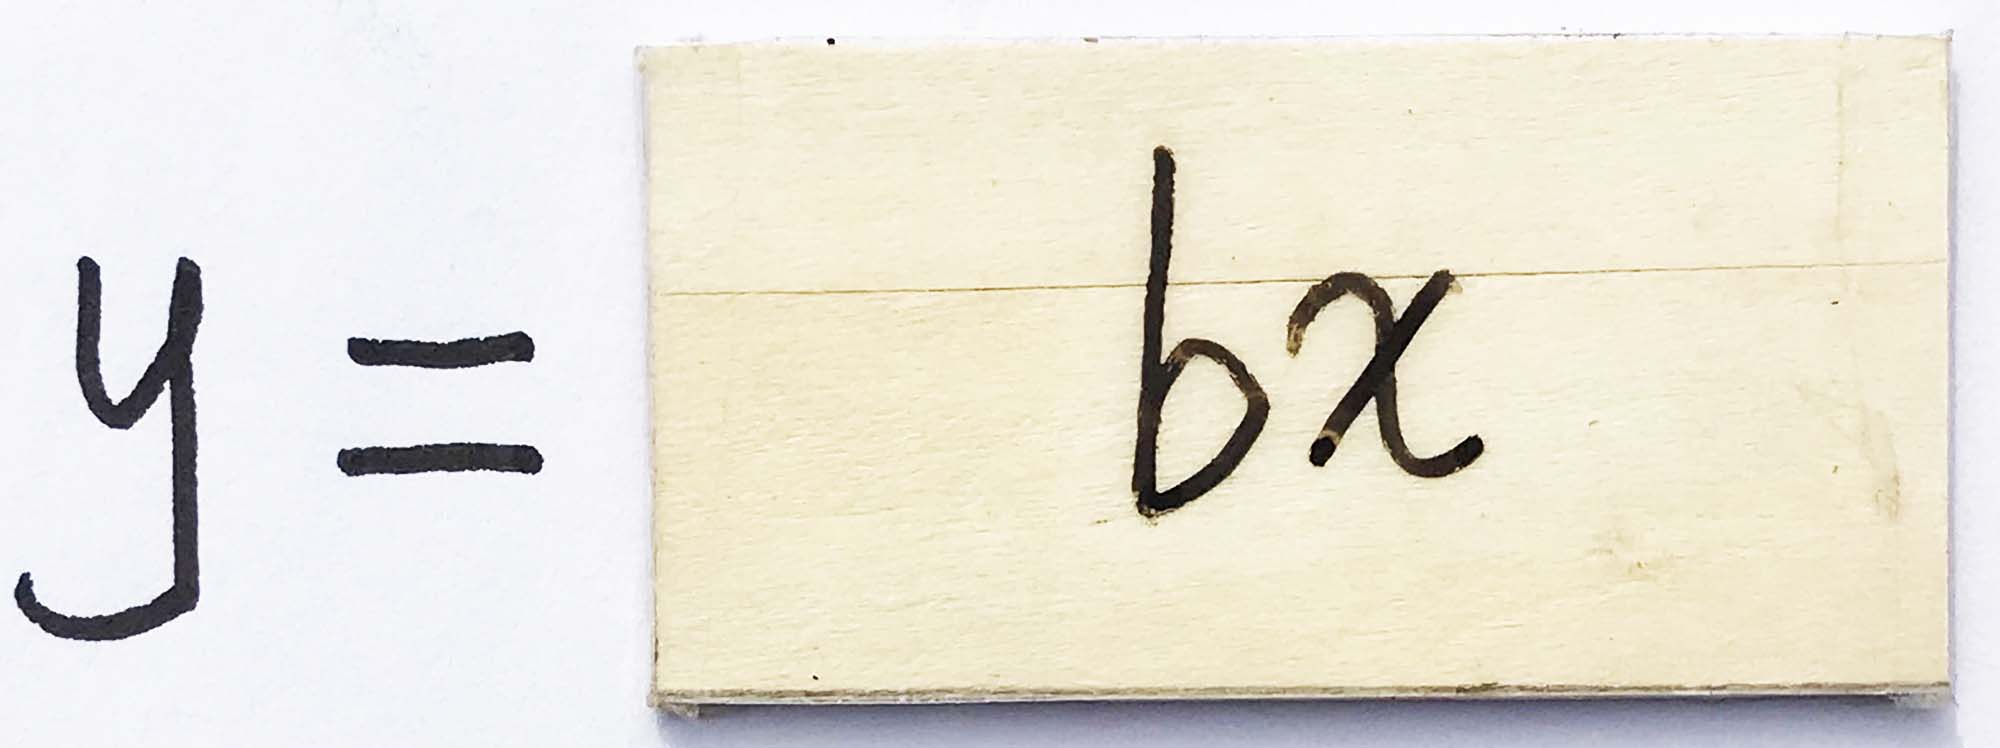 y = bx